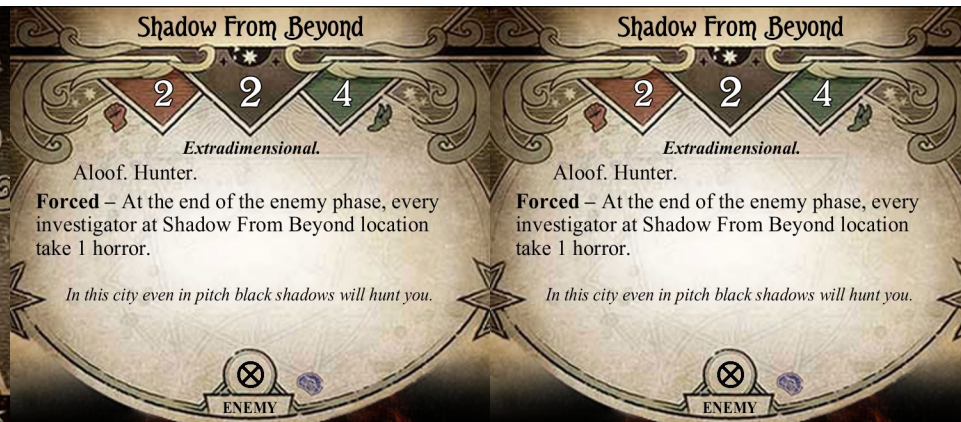 Shadow From Beyond
2 2 4
Extradimensional.
Aloof. Hunter.
Forced – At the end of the enemy phase, every
investigator at Shadow From Beyond location
take 1 horror.
In this city even in pitch black shadows will hunt you.
ENEMY
Shadow From Beyond
2 2 4
Extradimensional.
Aloof. Hunter.
Forced – At the end of the enemy phase, every
investigator at Shadow From Beyond location
take 1 horror.
In this city even in pitch black shadows will hunt you.
ENEMY